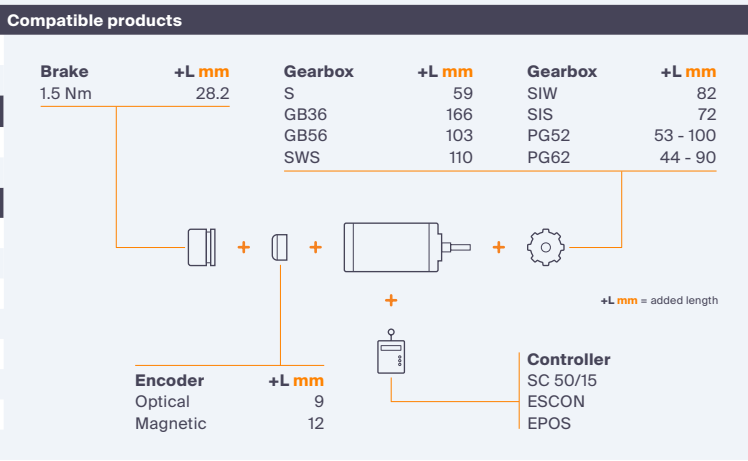 Compatible products
Brake +L mm
1.5 Nm 28.2
Gearbox +L mm
S 59
GB36 166
GB56 103
SWS 110
Gearbox +L mm
SIW 82
SIS 72
PG52 53 - 100
PG62 44 - 90
+ + +
+
+L mm = added length
Encoder +L mm
Optical 9
Magnetic 12
Controller
SC 50/15
ESCON
EPOS